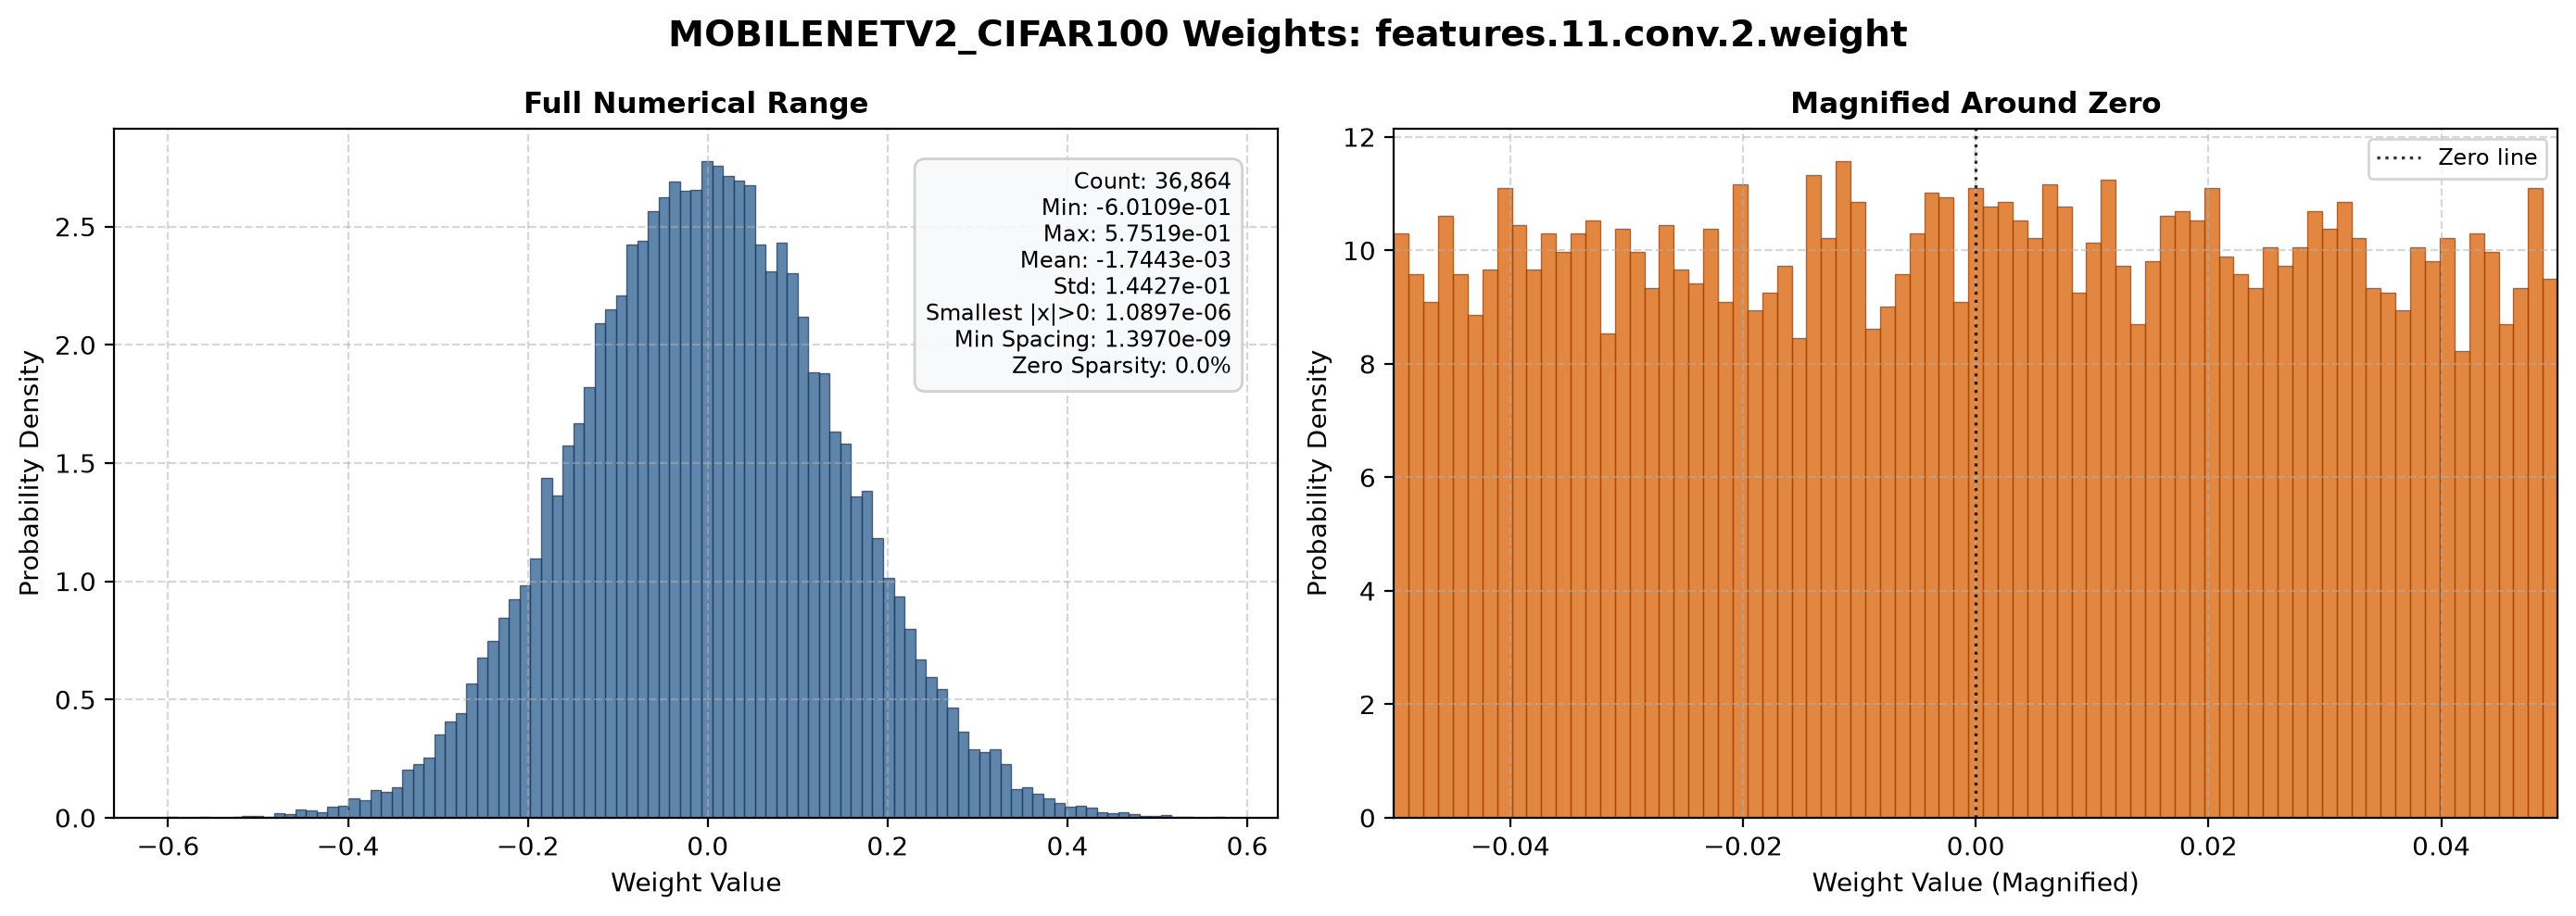 MOBILENETV2_CIFAR100 Weights: features.11.conv.2.weight
Full Numerical Range
Probability Density
2.5
2.0
1.5
1.0
0.5
0.0
Count: 36,864
Min: -6.0109e-01
Max: 5.7519e-01
Mean: -1.7443e-03
Std: 1.4427e-01
Smallest |x|>0: 1.0897e-06
Min Spacing: 1.3970e-09
Zero Sparsity: 0.0%
−0.6 −0.4 −0.2 0.0 0.2 0.4 0.6
Weight Value
Magnified Around Zero
Probability Density
12
10
8
6
4
2
0
Zero line
−0.04 −0.02 0.00 0.02 0.04
Weight Value (Magnified)